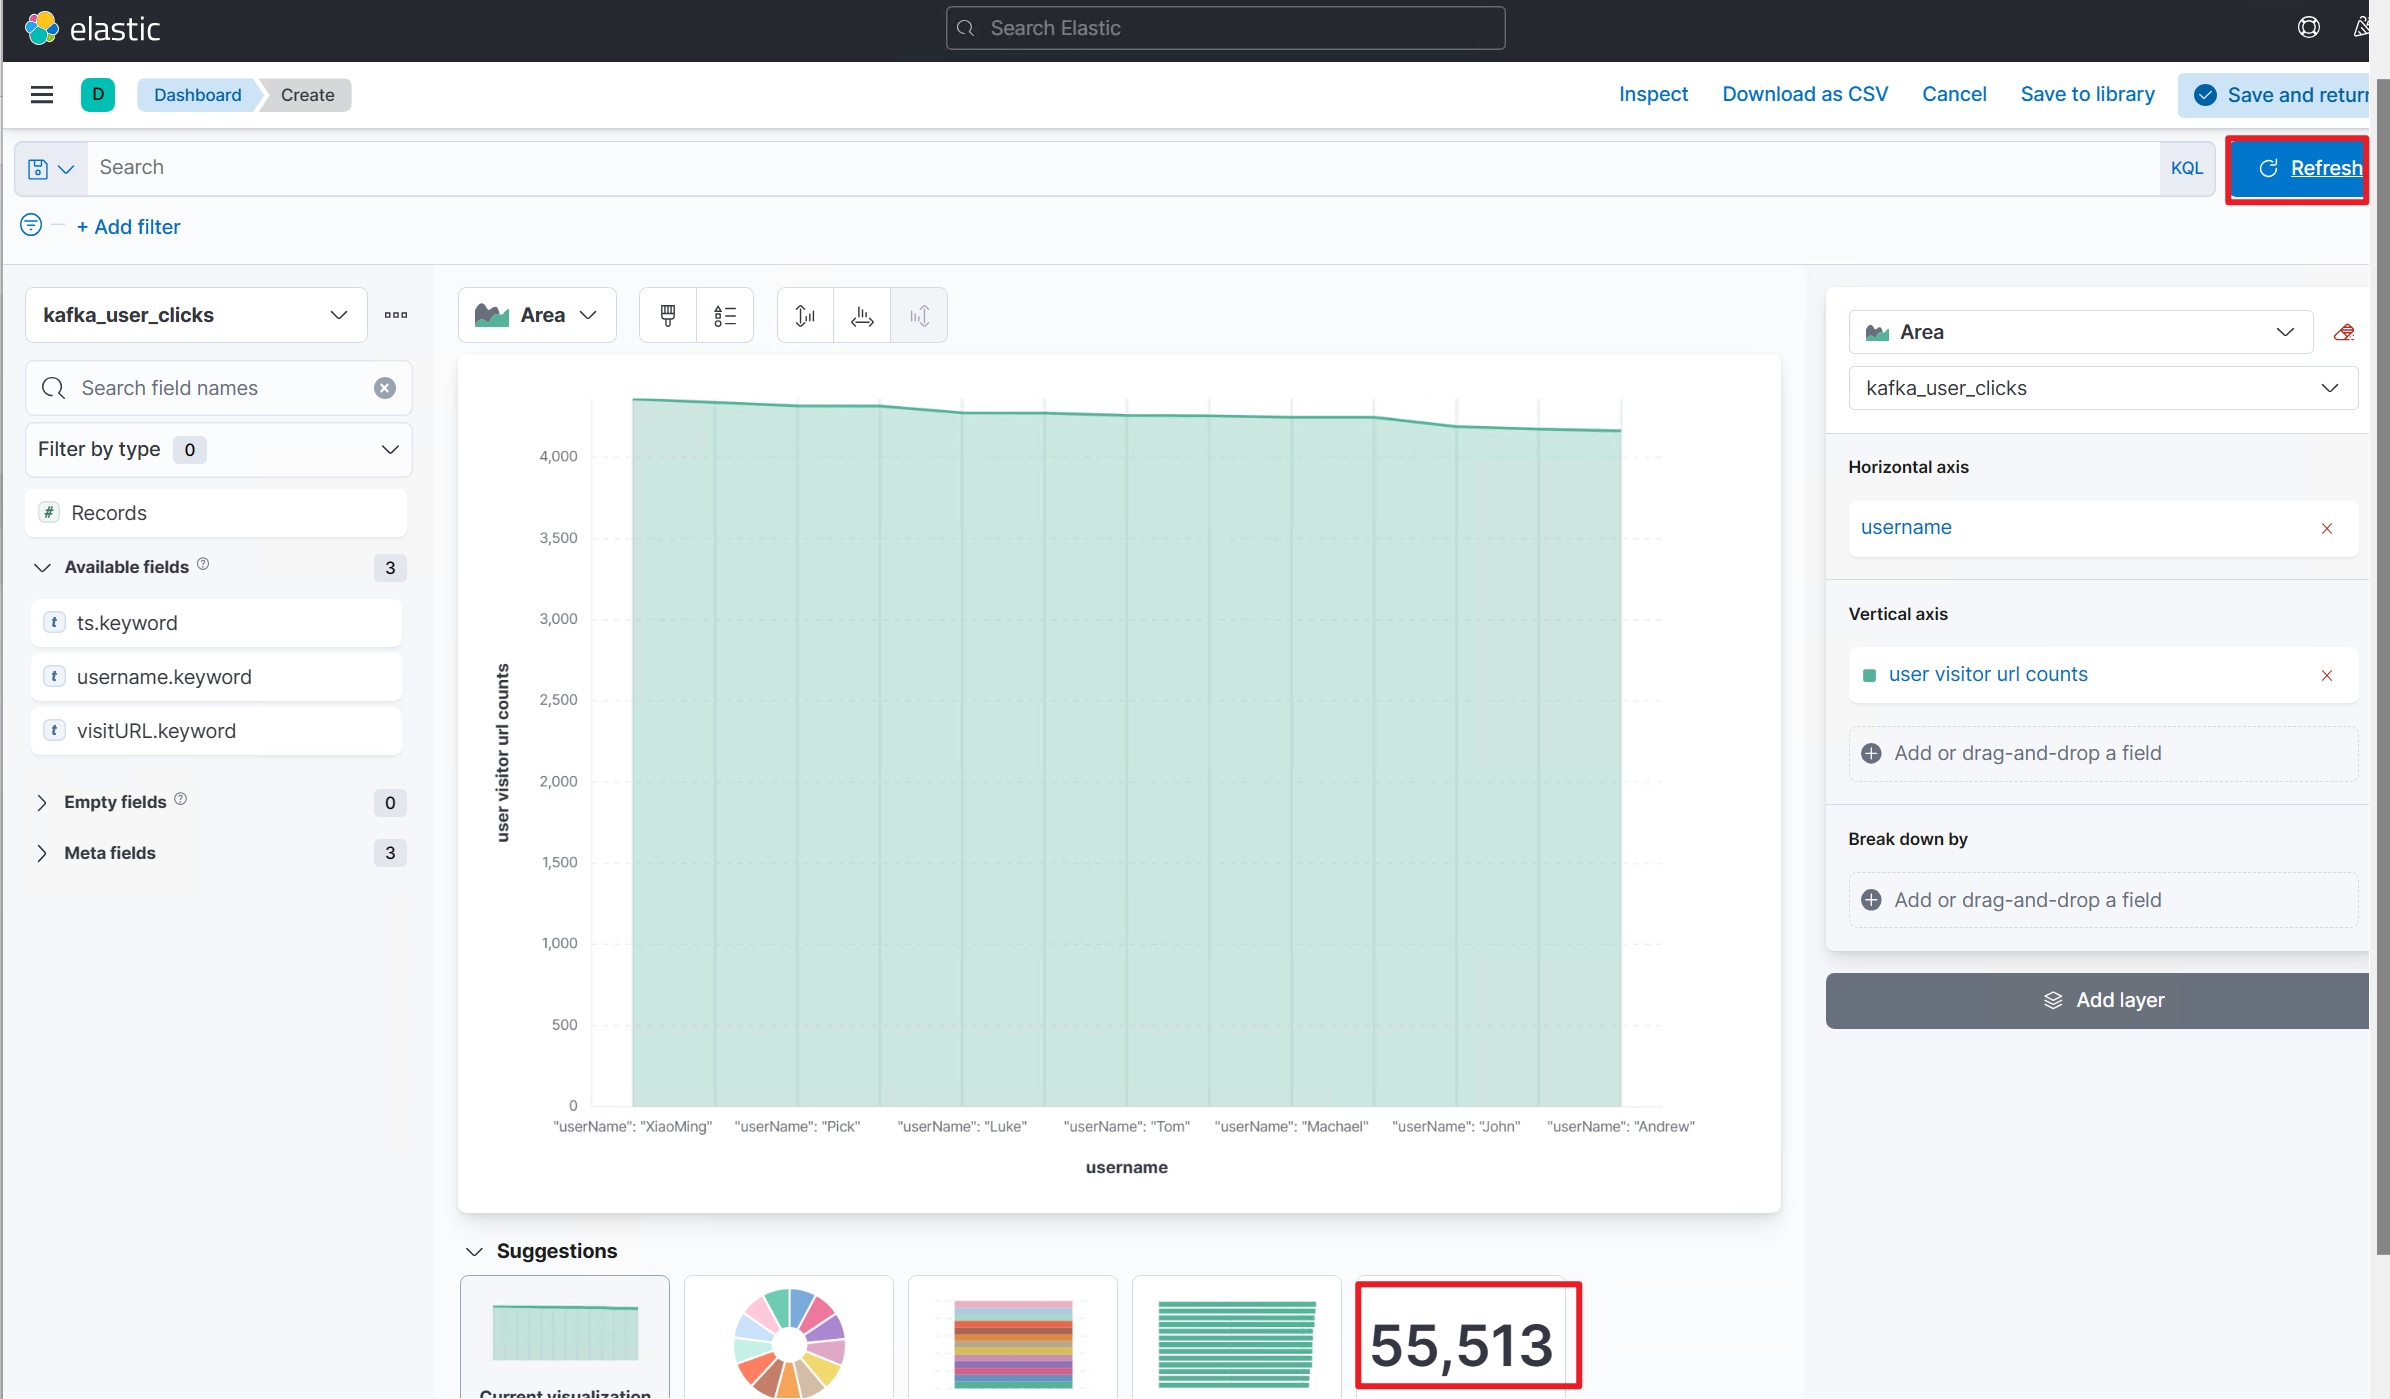 elastic
Search Elastic
D
Dashboard
Create
Inspect
Download as CSV
Cancel
Save to library
Save and return
Search
KQL
Refresh
+ Add filter
kafka_user_clicks
Area
Area
Search field names
kafka_user_clicks
Filter by type 0
# Records
Available fields 3
t ts.keyword
t username.keyword
t visitURL.keyword
Empty fields 0
Meta fields 3
4,000
3,500
3,000
2,500
2,000
1,500
1,000
500
0
user visitor url counts
"userName": "XiaoMing"
"userName": "Pick"
"userName": "Luke"
"userName": "Tom"
"userName": "Machael"
"userName": "John"
"userName": "Andrew"
username
Horizontal axis
username
Vertical axis
user visitor url counts
Add or drag-and-drop a field
Break down by
Add or drag-and-drop a field
Add layer
Suggestions
Current visualization
55,513